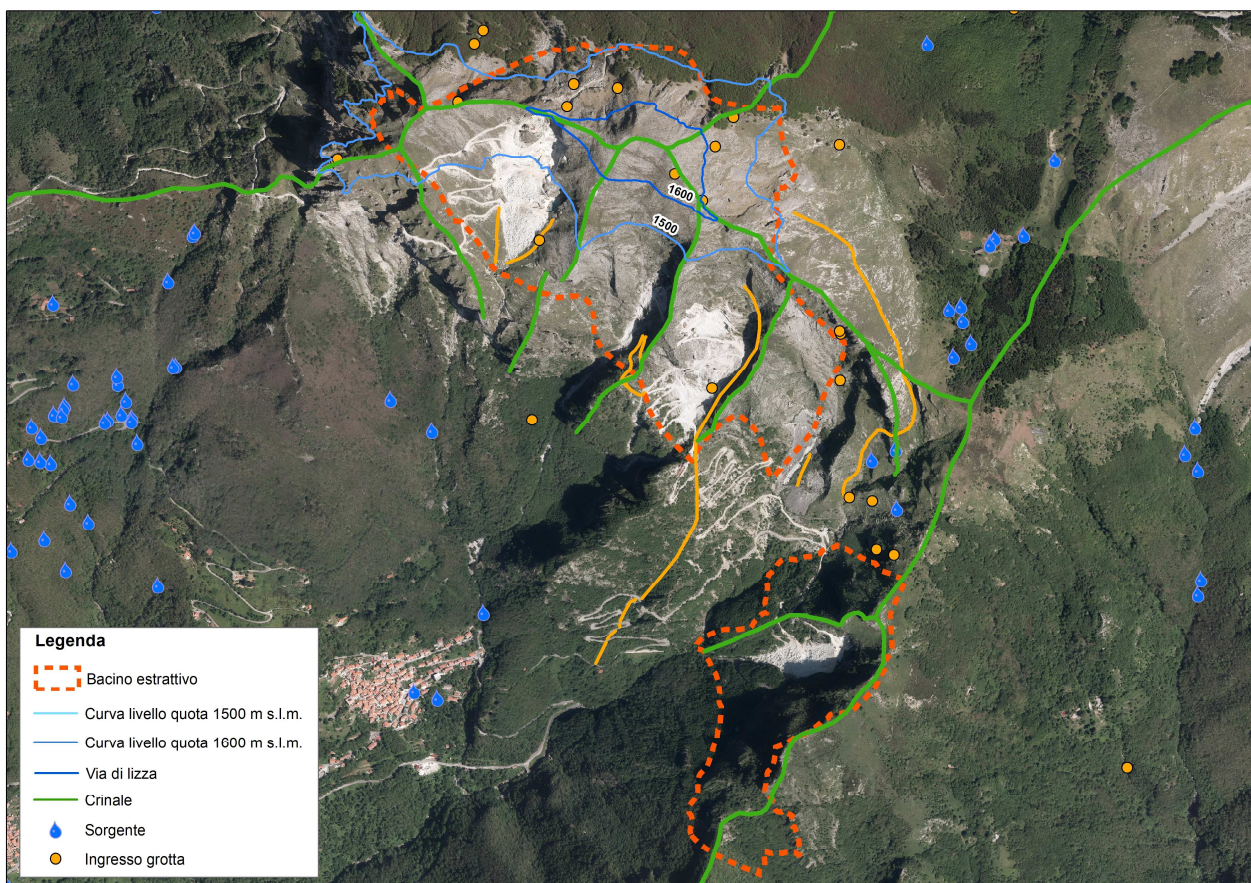 1600
1500
Legenda
Bacino estrattivo
Curva livello quota 1500 m s.l.m.
Curva livello quota 1600 m s.l.m.
Via di lizza
Crinale
Sorgente
Ingresso grotta